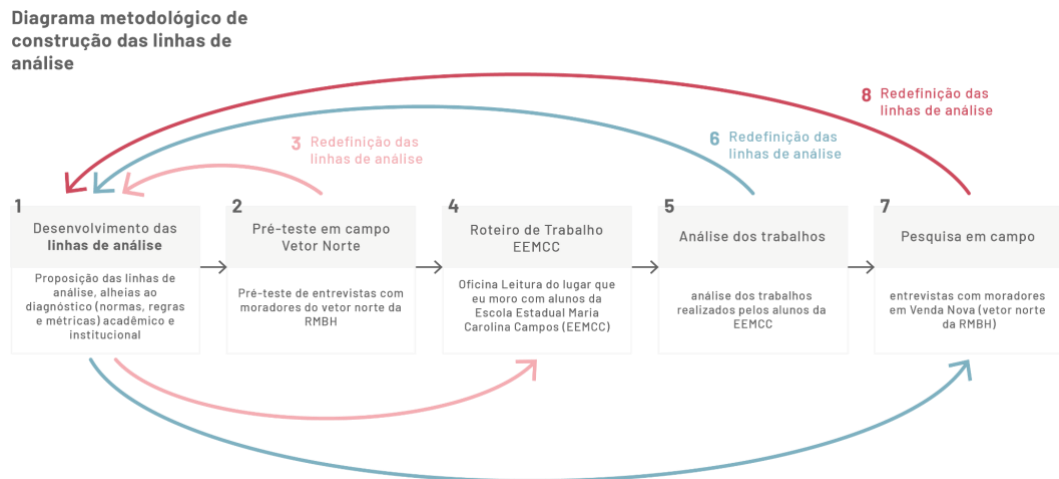 Diagrama metodológico de
construção das linhas de
análise
8 Redefinição das
linhas de análise
6 Redefinição das
linhas de análise
3 Redefinição das
linhas de análise
1
Desenvolvimento das
linhas de análise
Proposição das linhas de
análise, alheias ao
diagnóstico (normas, regras
e métricas) acadêmico e
institucional
2
Pré-teste em campo
Vetor Norte
Pré-teste de entrevistas com
moradores do vetor norte da
RMBH
4
Roteiro de Trabalho
EEMCC
Oficina Leitura do lugar que
eu moro com alunos da
Escola Estadual Maria
Carolina Campos (EEMCC)
5
Análise dos trabalhos
análise dos trabalhos
realizados pelos alunos da
EEMCC
7
Pesquisa em campo
entrevistas com moradores
em Venda Nova (vetor norte
da RMBH)